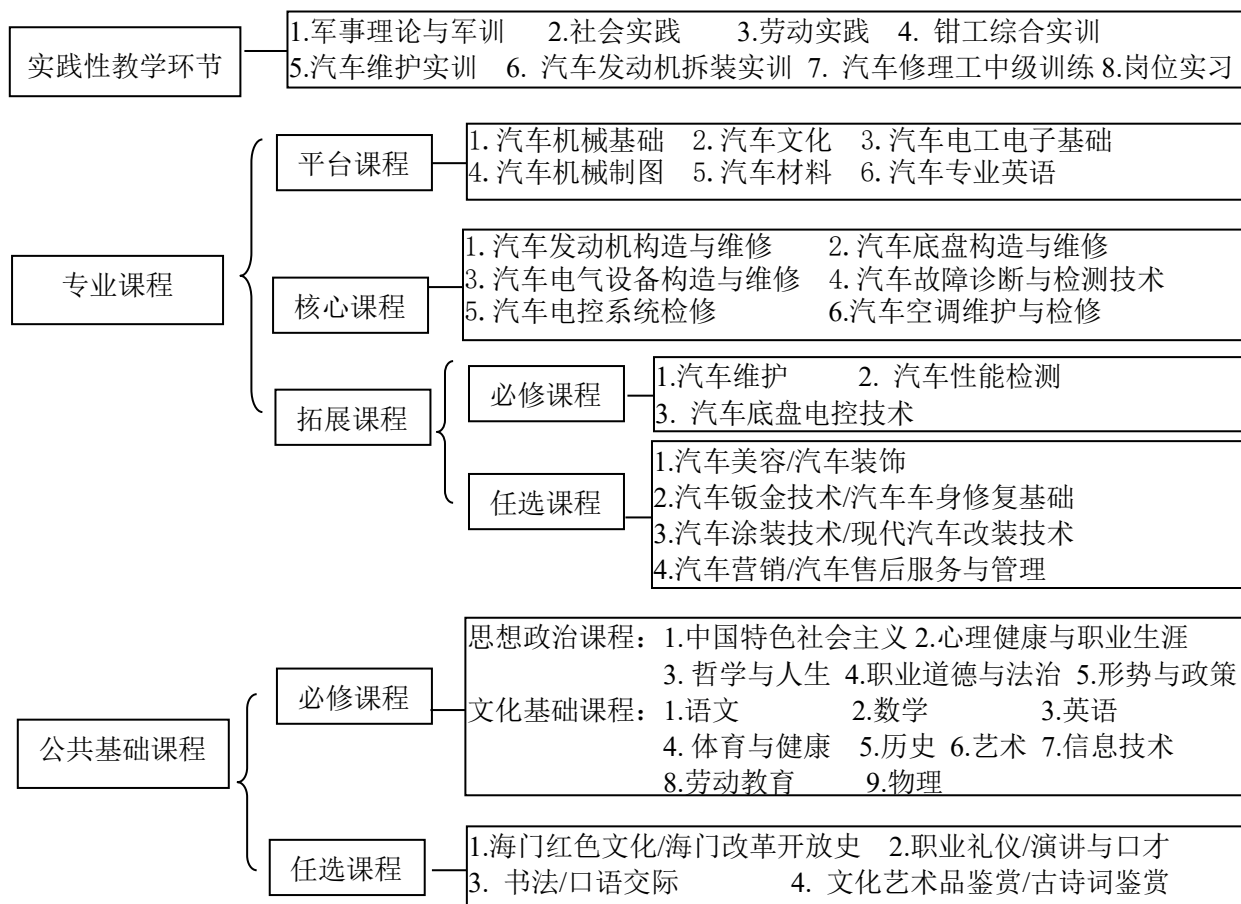 实践性教学环节
1.军事理论与军训 2.社会实践 3.劳动实践 4. 钳工综合实训
5.汽车维护实训 6. 汽车发动机拆装实训 7. 汽车修理工中级训练 8.岗位实习
专业课程
平台课程
1. 汽车机械基础 2. 汽车文化 3. 汽车电工电子基础
4. 汽车机械制图 5. 汽车材料 6. 汽车专业英语
核心课程
1. 汽车发动机构造与维修 2. 汽车底盘构造与维修
3. 汽车电气设备构造与维修 4. 汽车故障诊断与检测技术
5. 汽车电控系统检修 6.汽车空调维护与检修
拓展课程
必修课程
1.汽车维护 2. 汽车性能检测
3. 汽车底盘电控技术
任选课程
1.汽车美容/汽车装饰
2.汽车钣金技术/汽车车身修复基础
3.汽车涂装技术/现代汽车改装技术
4.汽车营销/汽车售后服务与管理
公共基础课程
必修课程
思想政治课程：1.中国特色社会主义 2.心理健康与职业生涯
3. 哲学与人生 4.职业道德与法治 5.形势与政策
文化基础课程：1.语文 2.数学 3.英语
4. 体育与健康 5.历史 6.艺术 7.信息技术
8.劳动教育 9.物理
任选课程
1.海门红色文化/海门改革开放史 2.职业礼仪/演讲与口才
3. 书法/口语交际 4. 文化艺术品鉴赏/古诗词鉴赏